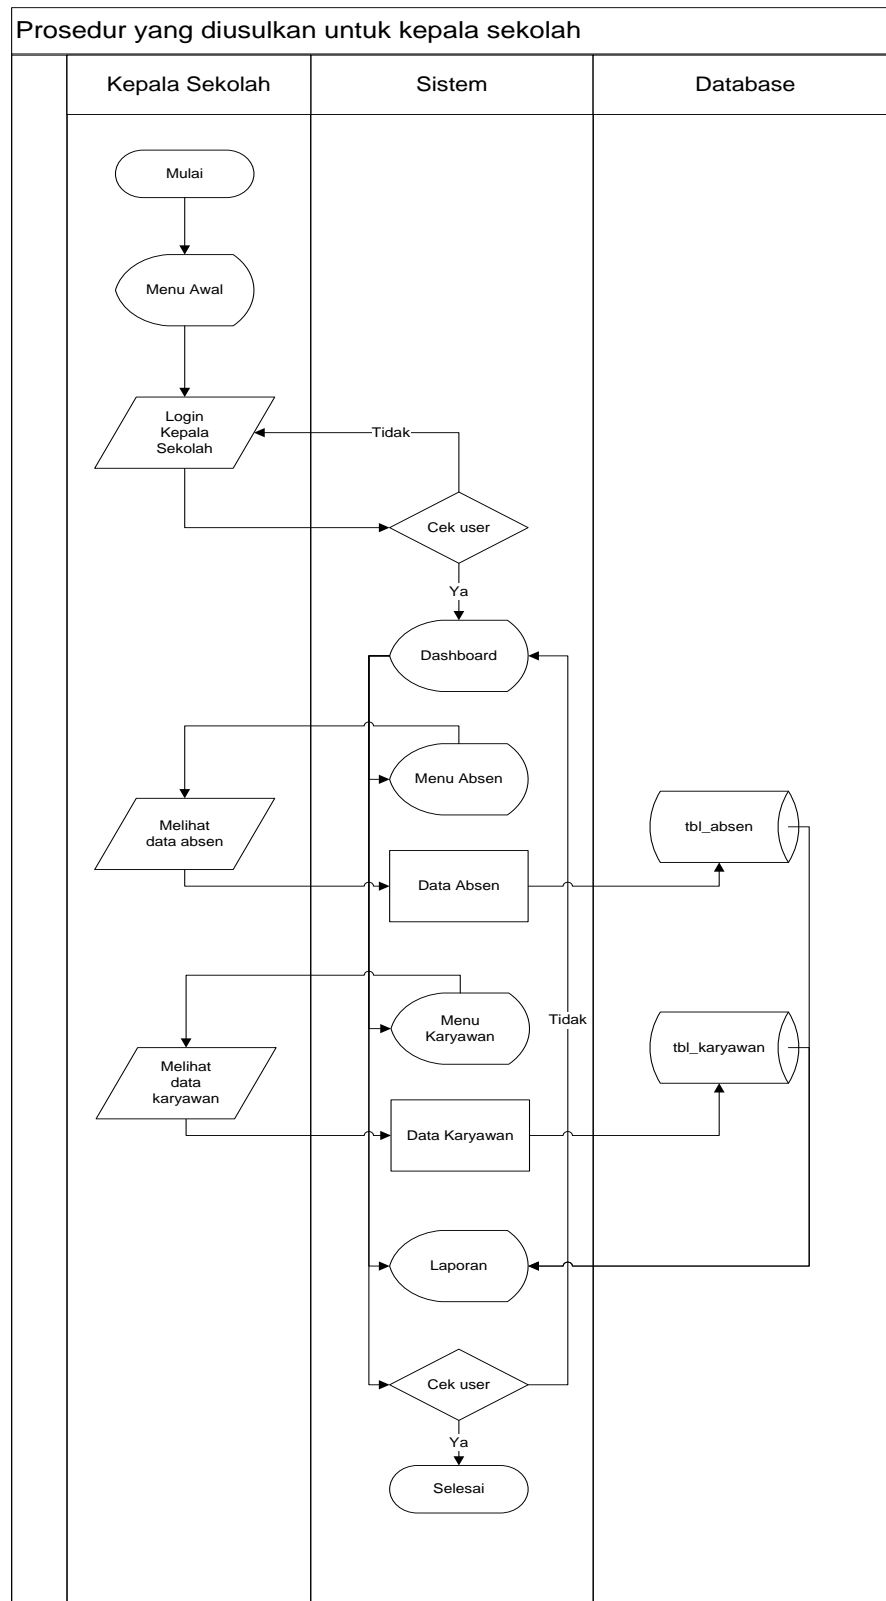 Prosedur yang diusulkan untuk kepala sekolah
Kepala Sekolah
Sistem
Database
Mulai
Menu Awal
Login
Kepala
Sekolah
Tidak
Cek user
Ya
Dashboard
Menu Absen
Melihat
data absen
tbl_absen
Data Absen
Menu
Karyawan
Tidak
tbl_karyawan
Melihat
data
karyawan
Data Karyawan
Laporan
Cek user
Ya
Selesai